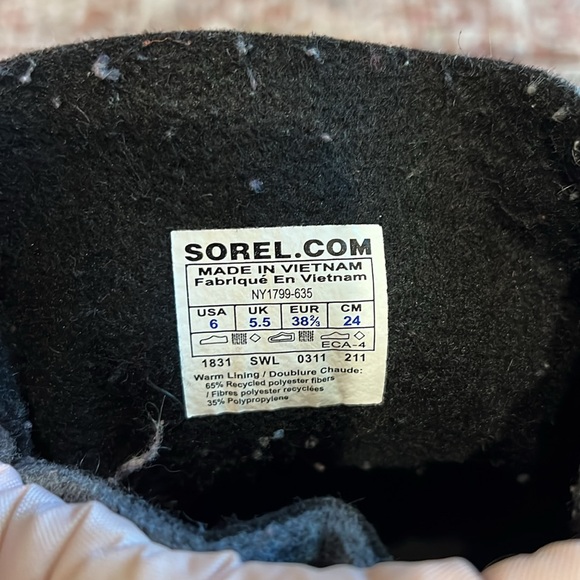 SOREL.COM
MADE IN VIETNAM
Fabriqué En Vietnam
NY1799-635
USA UK EUR CM
6 5.5 38⅔ 24
ECA-4
1831 SWL 0311 211
Warm Lining / Doublure Chaude:
65% Recycled polyester fibers
/ Fibres polyester recyclées
35% Polypropylene